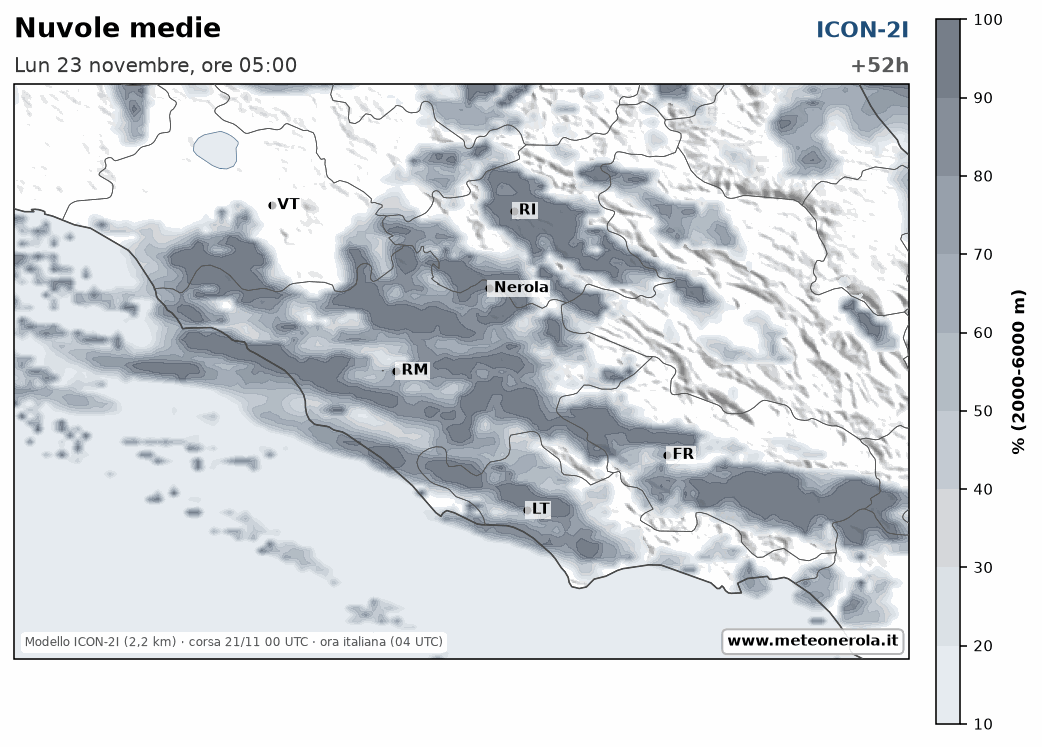 Nuvole medie
ICON-2I
Lun 23 novembre, ore 05:00
+52h
100
90
80
70
60
50
40
30
20
10
% (2000-6000 m)
VT
RI
Nerola
RM
FR
LT
Modello ICON-2I (2,2 km) · corsa 21/11 00 UTC · ora italiana (04 UTC)
www.meteonerola.it